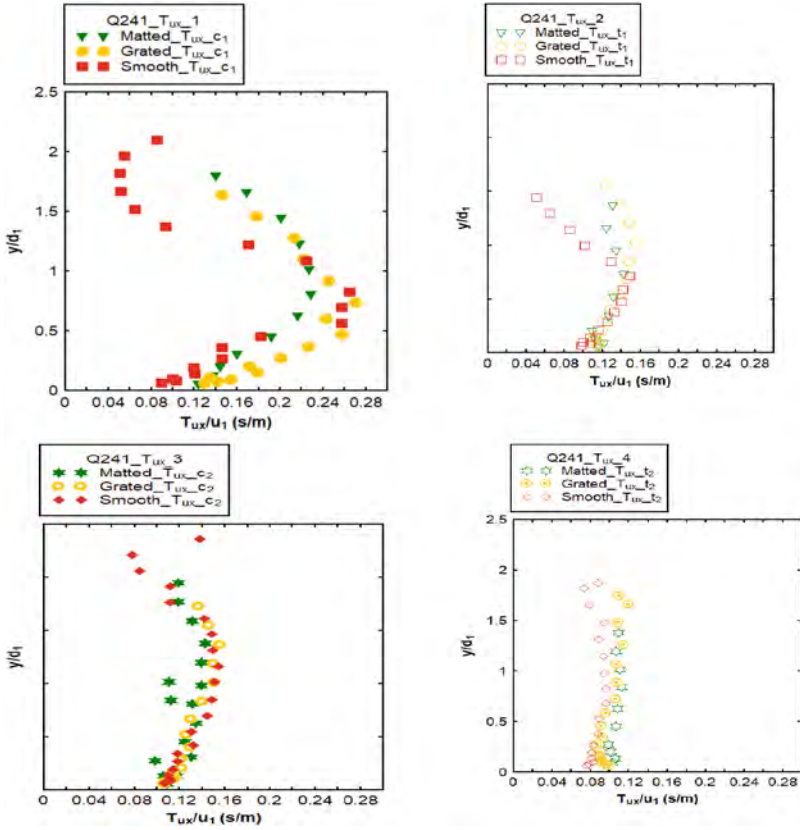 Q241_Tux_1
Matted_Tux_c1
Grated_Tux_c1
Smooth_Tux_c1
2.5
2
1.5
1
0.5
0
y/d1
0 0.04 0.08 0.12 0.16 0.2 0.24 0.28
Tux/u1 (s/m)
Q241_Tux_2
Matted_Tux_t1
Grated_Tux_t1
Smooth_Tux_t1
y/d1
0 0.04 0.08 0.12 0.16 0.2 0.24 0.28
Tux/u1 (s/m)
Q241_Tux_3
Matted_Tux_c2
Grated_Tux_c2
Smooth_Tux_c2
y/d1
0 0.04 0.08 0.12 0.16 0.2 0.24 0.28
Tux/u1 (s/m)
Q241_Tux_4
Matted_Tux_t2
Grated_Tux_t2
Smooth_Tux_t2
2.5
2
1.5
1
0.5
0
y/d1
0 0.04 0.08 0.12 0.16 0.2 0.24 0.28
Tux/u1 (s/m)